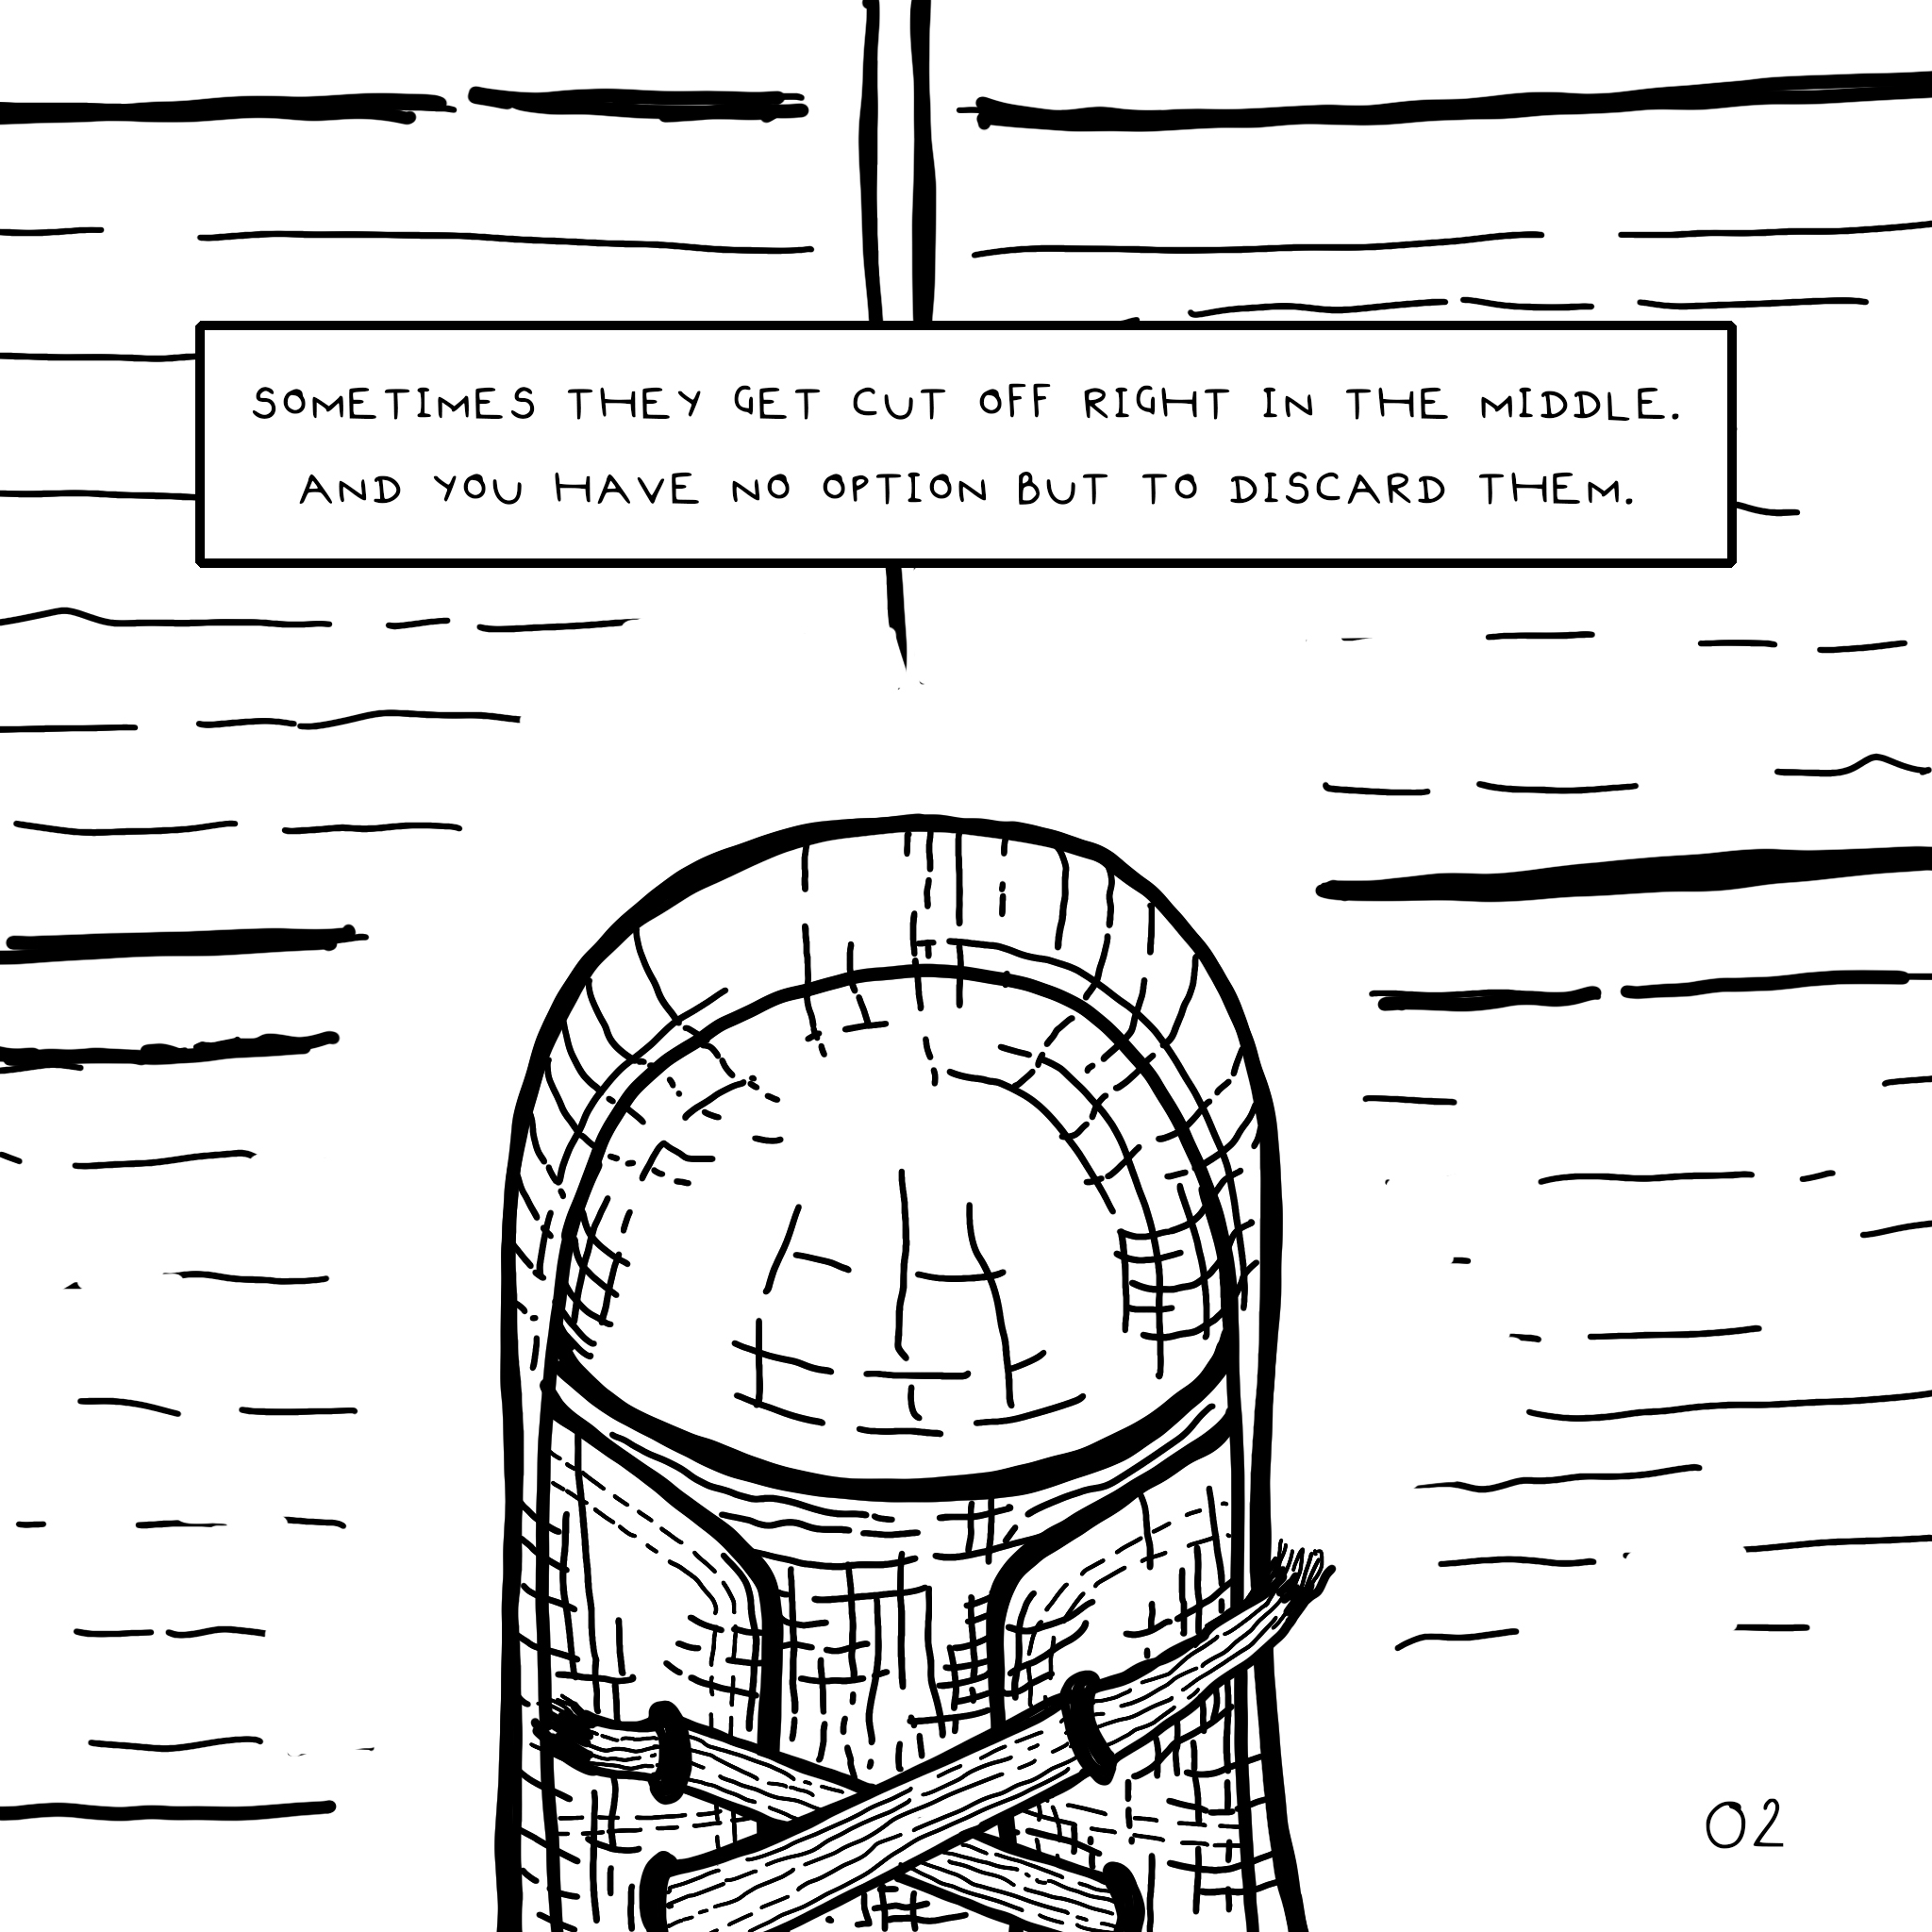 SOMETIMES THEY GET CUT OFF RIGHT IN THE MIDDLE.
AND YOU HAVE NO OPTION BUT TO DISCARD THEM.
02